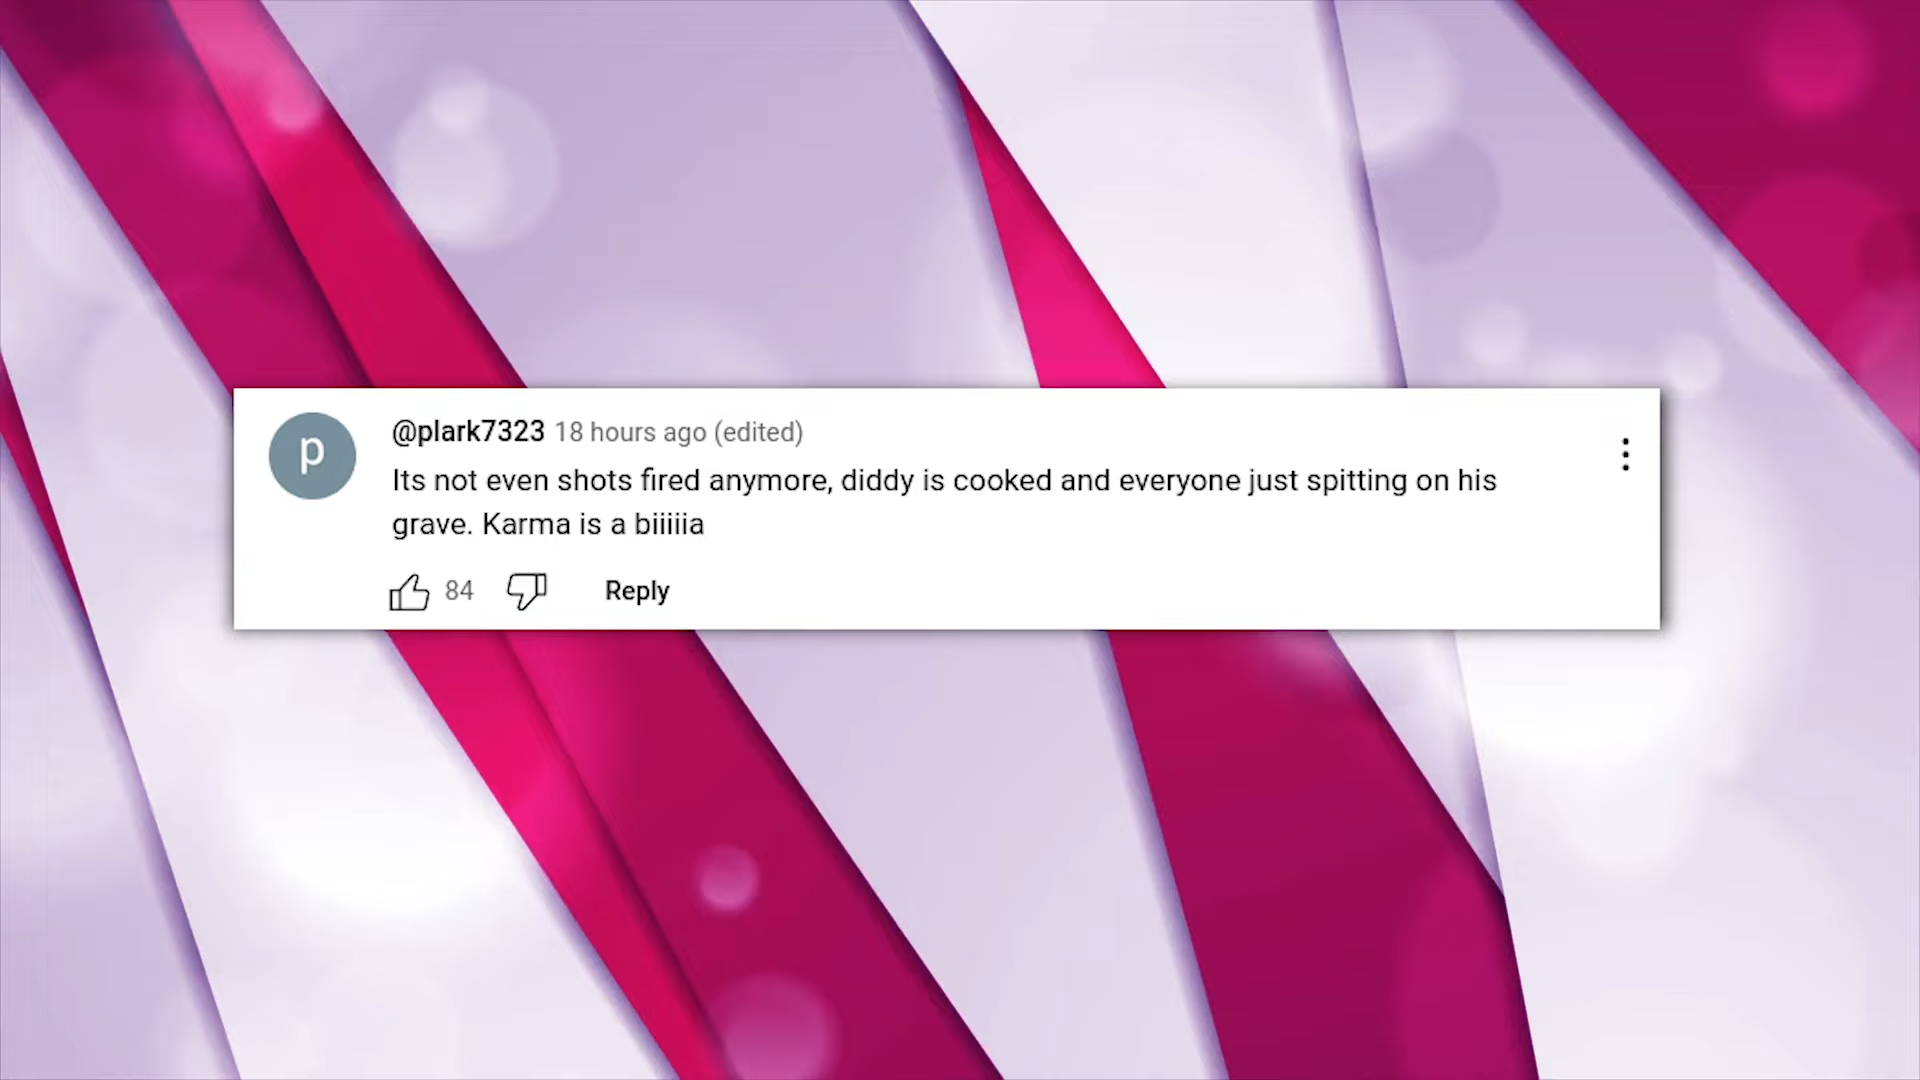 p
@plark7323 18 hours ago (edited)
Its not even shots fired anymore, diddy is cooked and everyone just spitting on his
grave. Karma is a biiiiia
84 Reply